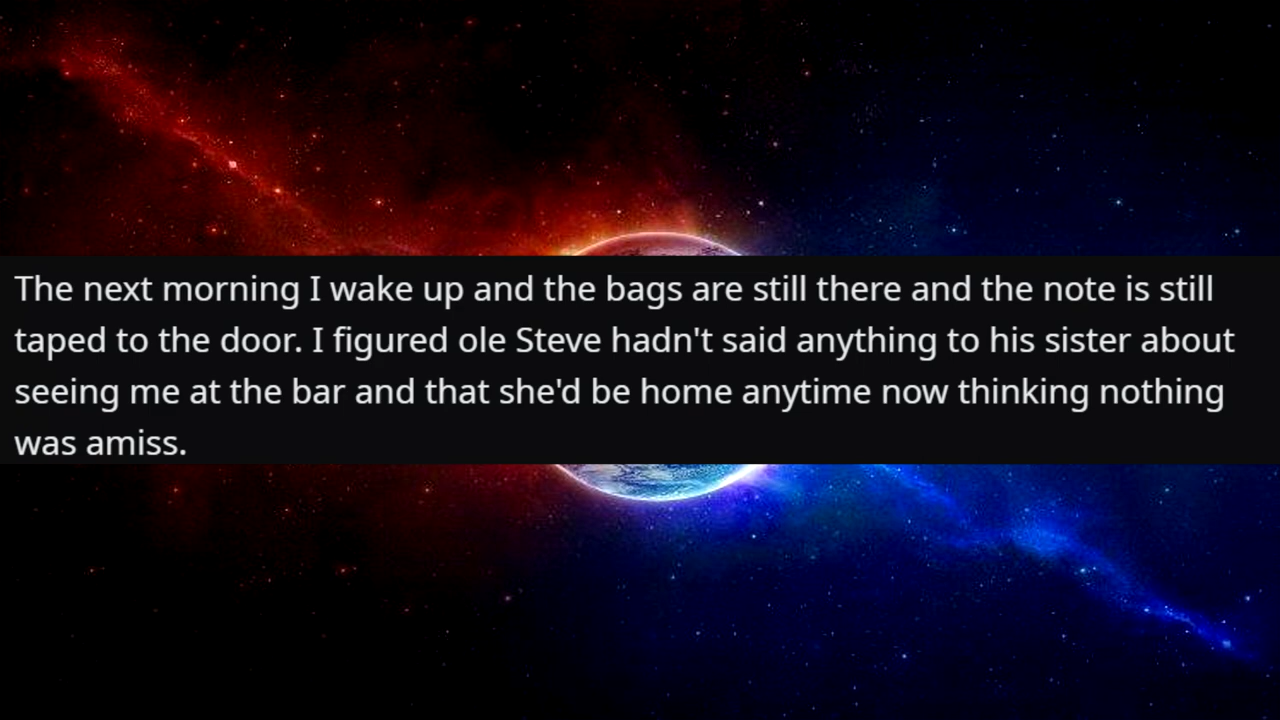 The next morning I wake up and the bags are still there and the note is still
taped to the door. I figured ole Steve hadn't said anything to his sister about
seeing me at the bar and that she'd be home anytime now thinking nothing
was amiss.